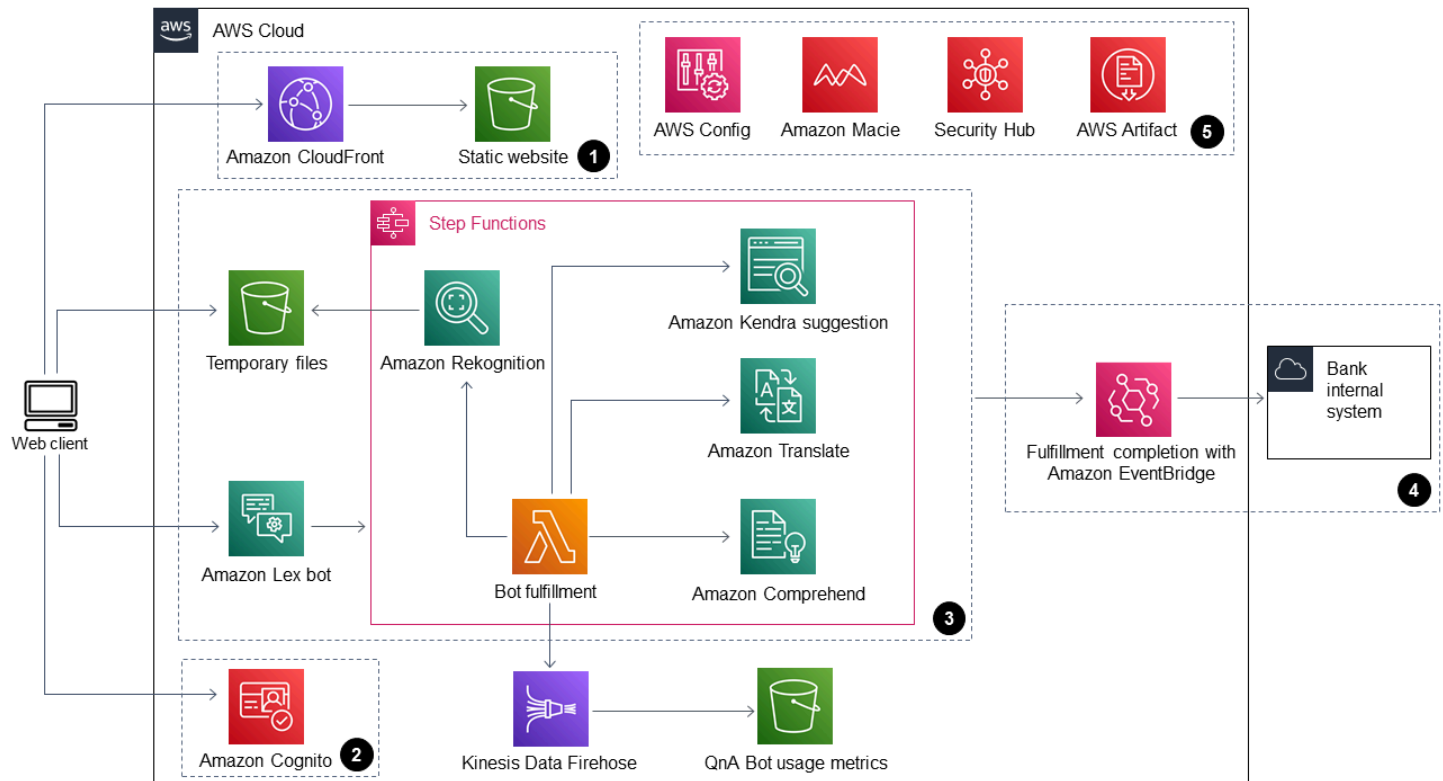 aws
AWS Cloud
Amazon CloudFront
Static website
1
AWS Config
Amazon Macie
Security Hub
AWS Artifact
5
Step Functions
Temporary files
Amazon Rekognition
Amazon Kendra suggestion
Amazon Translate
Web client
Amazon Lex bot
Bot fulfillment
Amazon Comprehend
3
Fulfillment completion with
Amazon EventBridge
Bank
internal
system
4
Amazon Cognito
2
Kinesis Data Firehose
QnA Bot usage metrics
A
文